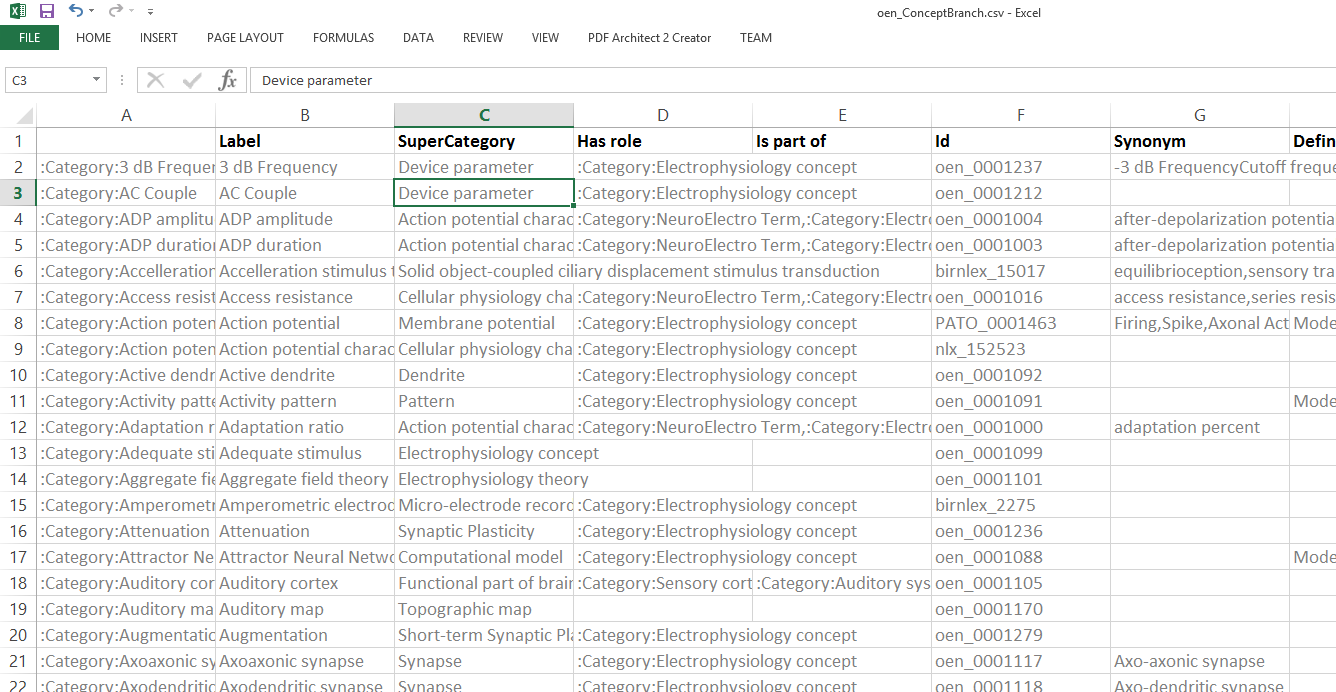 oen_ConceptBranch.csv - Excel
FILE HOME INSERT PAGE LAYOUT FORMULAS DATA REVIEW VIEW PDF Architect 2 Creator TEAM
C3 fx Device parameter
A B C D E F G
1 Label SuperCategory Has role Is part of Id Synonym Defin
2 :Category:3 dB Frequer 3 dB Frequency Device parameter :Category:Electrophysiology concept oen_0001237 -3 dB FrequencyCutoff freque
3 :Category:AC Couple AC Couple Device parameter :Category:Electrophysiology concept oen_0001212
4 :Category:ADP amplitu ADP amplitude Action potential charac :Category:NeuroElectro Term,:Category:Electro oen_0001004 after-depolarization potentia
5 :Category:ADP duration ADP duration Action potential charac :Category:NeuroElectro Term,:Category:Electro oen_0001003 after-depolarization potentia
6 :Category:Accelleration Accelleration stimulus t Solid object-coupled ciliary displacement stimulus transduction birnlex_15017 equilibrioception,sensory tra
7 :Category:Access resist Access resistance Cellular physiology cha :Category:NeuroElectro Term,:Category:Electro oen_0001016 access resistance,series resis
8 :Category:Action poten Action potential Membrane potential :Category:Electrophysiology concept PATO_0001463 Firing,Spike,Axonal Act Mode
9 :Category:Action poten Action potential charac Cellular physiology cha :Category:Electrophysiology concept nlx_152523
10 :Category:Active dendr Active dendrite Dendrite :Category:Electrophysiology concept oen_0001092
11 :Category:Activity patte Activity pattern Pattern :Category:Electrophysiology concept oen_0001091 Mode
12 :Category:Adaptation r Adaptation ratio Action potential charac :Category:NeuroElectro Term,:Category:Electro oen_0001000 adaptation percent
13 :Category:Adequate sti Adequate stimulus Electrophysiology concept oen_0001099
14 :Category:Aggregate fie Aggregate field theory Electrophysiology theory oen_0001101
15 :Category:Amperometr Amperometric electrod Micro-electrode record :Category:Electrophysiology concept birnlex_2275
16 :Category:Attenuation Attenuation Synaptic Plasticity :Category:Electrophysiology concept oen_0001236
17 :Category:Attractor Ne Attractor Neural Netwo Computational model :Category:Electrophysiology concept oen_0001088 Mode
18 :Category:Auditory cor Auditory cortex Functional part of brain :Category:Sensory cort :Category:Auditory sys oen_0001105
19 :Category:Auditory ma Auditory map Topographic map oen_0001170
20 :Category:Augmentatio Augmentation Short-term Synaptic Pla :Category:Electrophysiology concept oen_0001279
21 :Category:Axoaxonic sy Axoaxonic synapse Synapse :Category:Electrophysiology concept oen_0001117 Axo-axonic synapse
22 :Category:Axodendritic Axodendritic synapse Synapse :Category:Electrophysiology concept oen_0001118 Axo-dendritic synapse